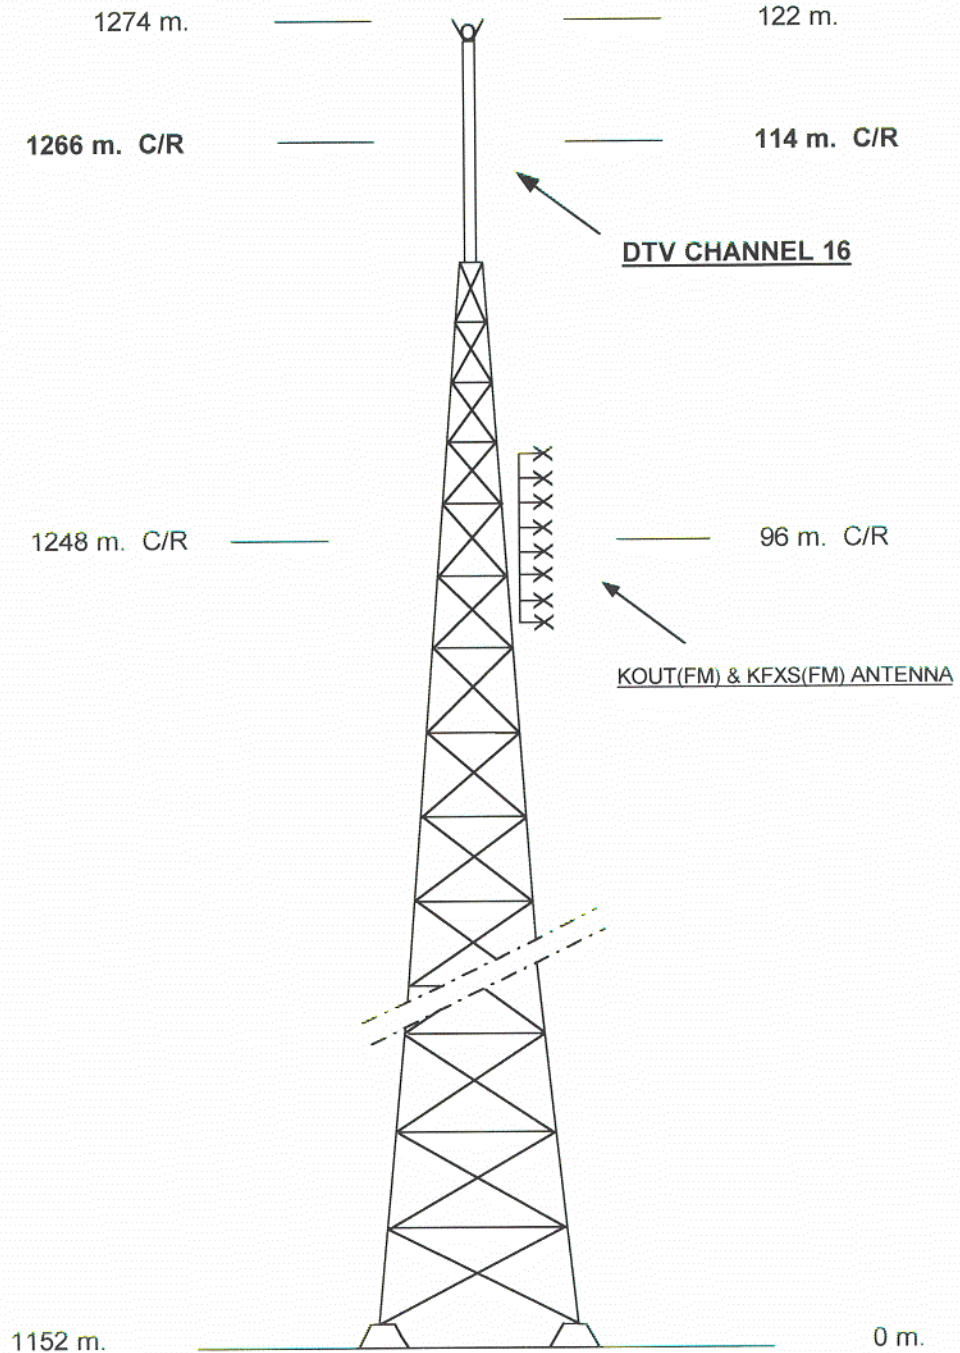 1274 m.
122 m.
1266 m. C/R
114 m. C/R
DTV CHANNEL 16
1248 m. C/R
96 m. C/R
KOUT(FM) & KFXS(FM) ANTENNA
1152 m.
0 m.